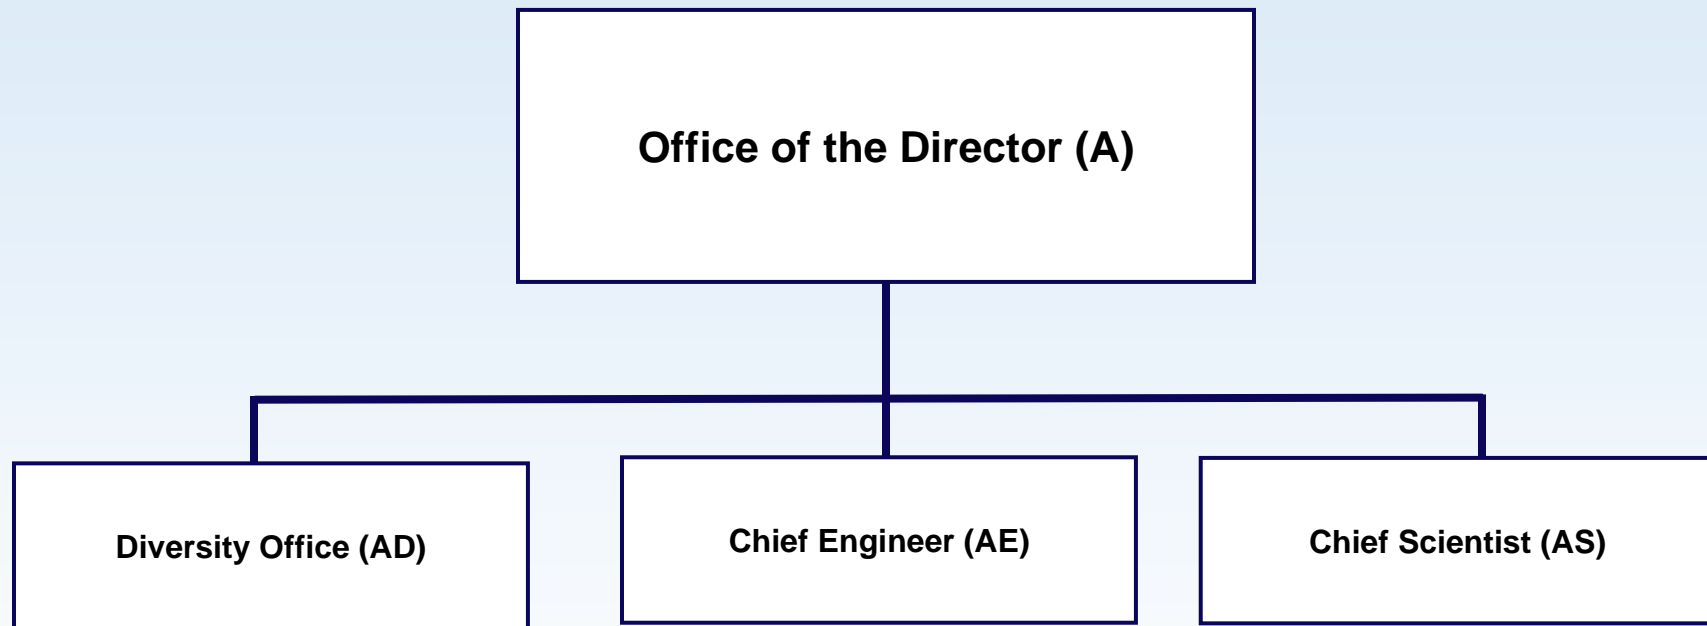 Office of the Director (A)
Diversity Office (AD)
Chief Engineer (AE)
Chief Scientist (AS)